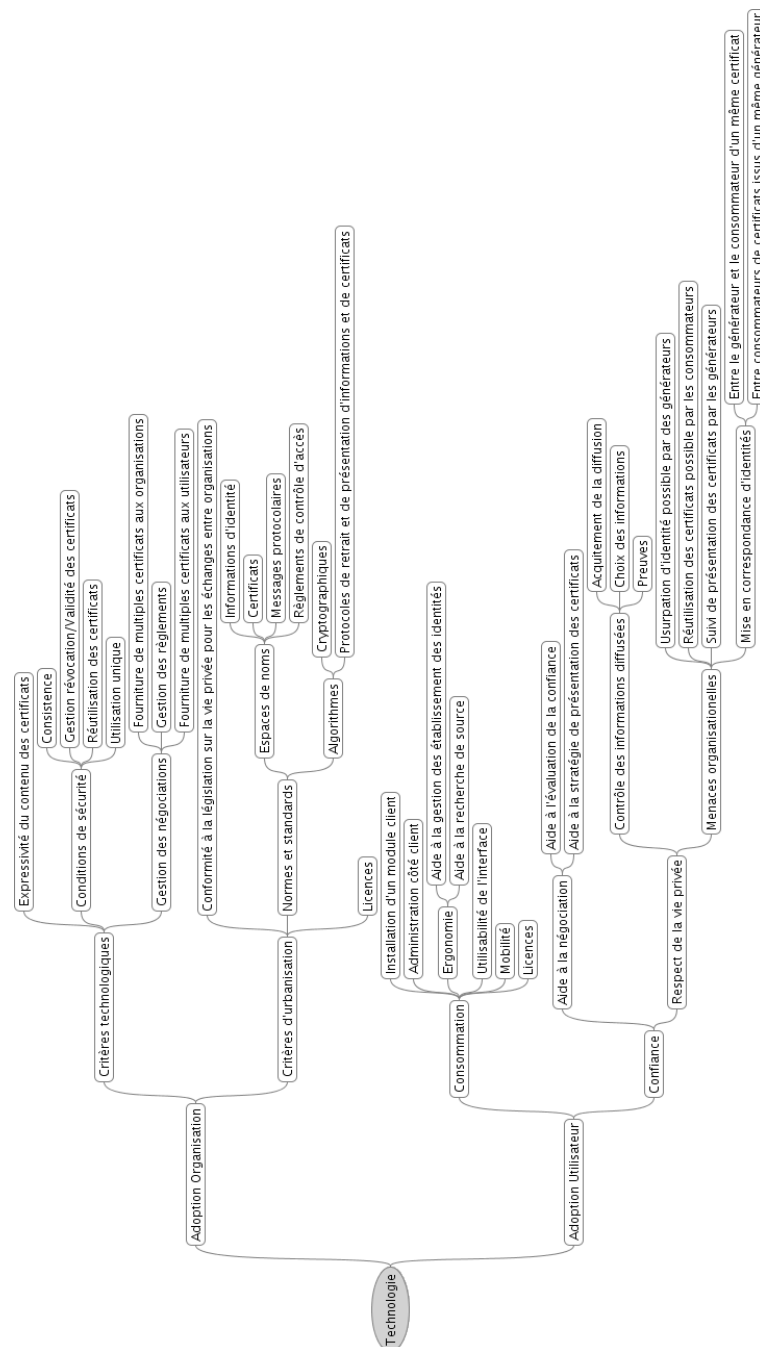 Technologie
Adoption Organisation
Critères technologiques
Expressivité du contenu des certificats
Conditions de sécurité
Consistence
Gestion révocation/Validité des certificats
Réutilisation des certificats
Utilisation unique
Gestion des négociations
Fourniture de multiples certificats aux organisations
Gestion des règlements
Fourniture de multiples certificats aux utilisateurs
Critères d'urbanisation
Conformité à la législation sur la vie privée pour les échanges entre organisations
Normes et standards
Espaces de noms
Informations d'identité
Certificats
Messages protocolaires
Règlements de contrôle d'accès
Algorithmes
Cryptographiques
Protocoles de retrait et de présentation d'informations et de certificats
Licences
Adoption Utilisateur
Consommation
Installation d'un module client
Administration côté client
Ergonomie
Aide à la gestion des établissement des identités
Aide à la recherche de source
Utilisabilité de l'interface
Mobilité
Licences
Confiance
Aide à la négociation
Aide à l'évaluation de la confiance
Aide à la stratégie de présentation des certificats
Respect de la vie privée
Contrôle des informations diffusées
Acquitement de la diffusion
Choix des informations
Preuves
Menaces organisationelles
Usurpation d'identité possible par des générateurs
Réutilisation des certificats possible par les consommateurs
Suivi de présentation des certificats par les générateurs
Mise en correspondance d'identités
Entre le générateur et le consommateur d'un même certificat
Entre consommateurs de certificats issus d'un même générateur